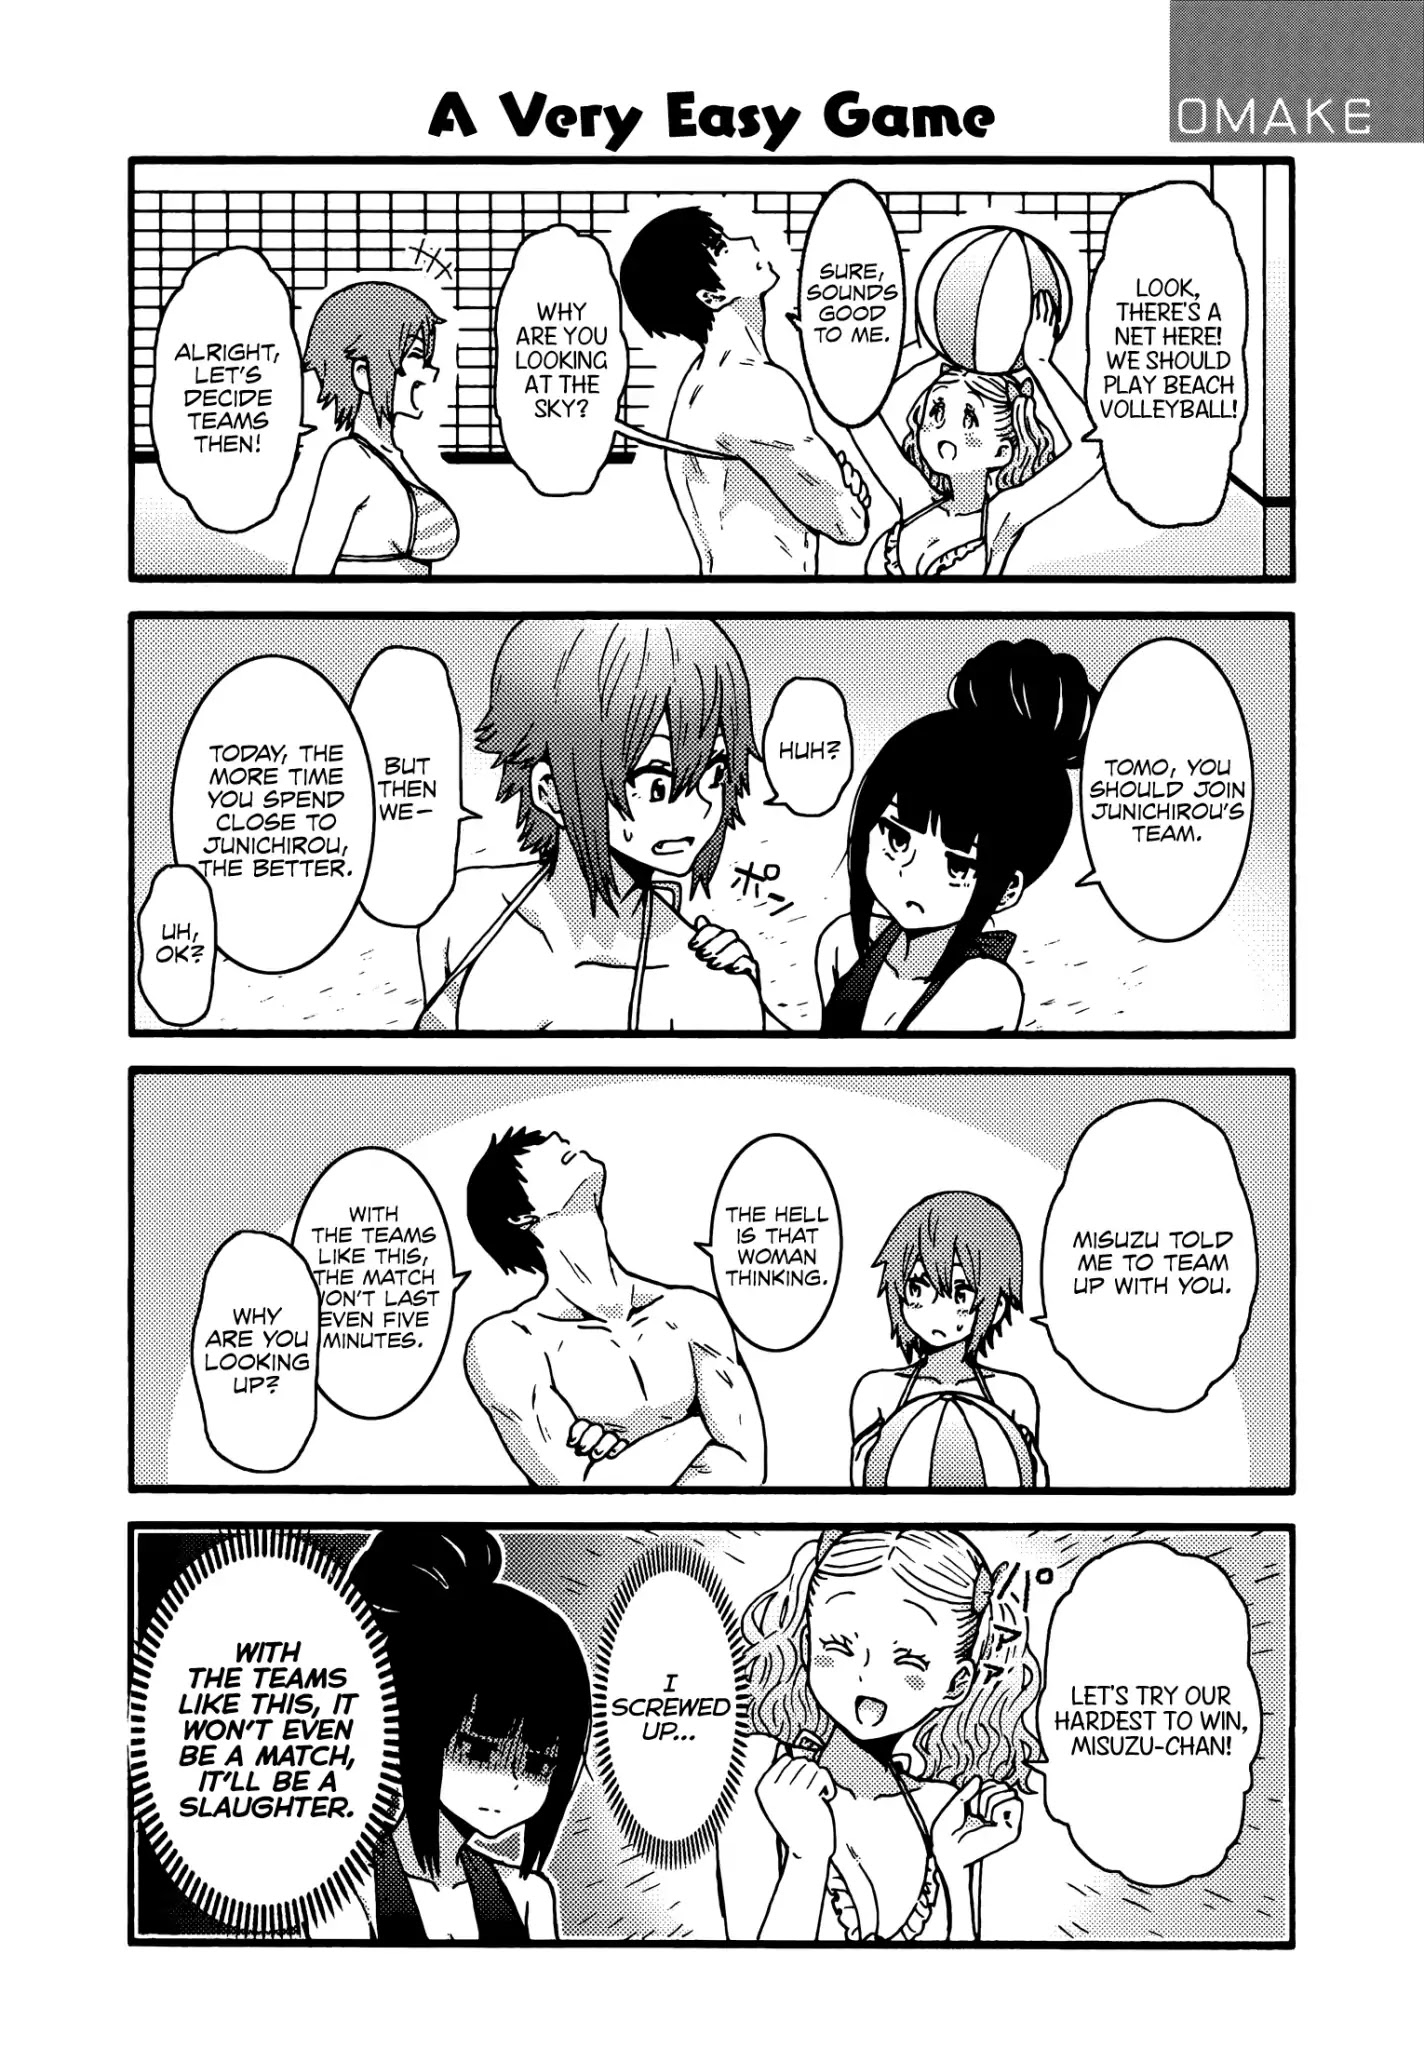 OMAKE
A Very Easy Game
LOOK,
THERE'S A
NET HERE!
WE SHOULD
PLAY BEACH
VOLLEYBALL!
SURE,
SOUNDS
GOOD
TO ME.
WHY
ARE YOU
LOOKING
AT THE
SKY?
ALRIGHT,
LET'S
DECIDE
TEAMS
THEN!
TOMO, YOU
SHOULD JOIN
JUNICHIROU'S
TEAM.
HUH?
ポン
BUT
THEN
WE-
TODAY, THE
MORE TIME
YOU SPEND
CLOSE TO
JUNICHIROU,
THE BETTER.
UH,
OK?
MISUZU TOLD
ME TO TEAM
UP WITH YOU.
THE HELL
IS THAT
WOMAN
THINKING.
WITH
THE TEAMS
LIKE THIS,
THE MATCH
WON'T LAST
EVEN FIVE
MINUTES.
WHY
ARE YOU
LOOKING
UP?
LET'S TRY OUR
HARDEST TO WIN,
MISUZU-CHAN!
パアァ
I
SCREWED
UP...
WITH
THE TEAMS
LIKE THIS, IT
WON'T EVEN
BE A MATCH,
IT'LL BE A
SLAUGHTER.